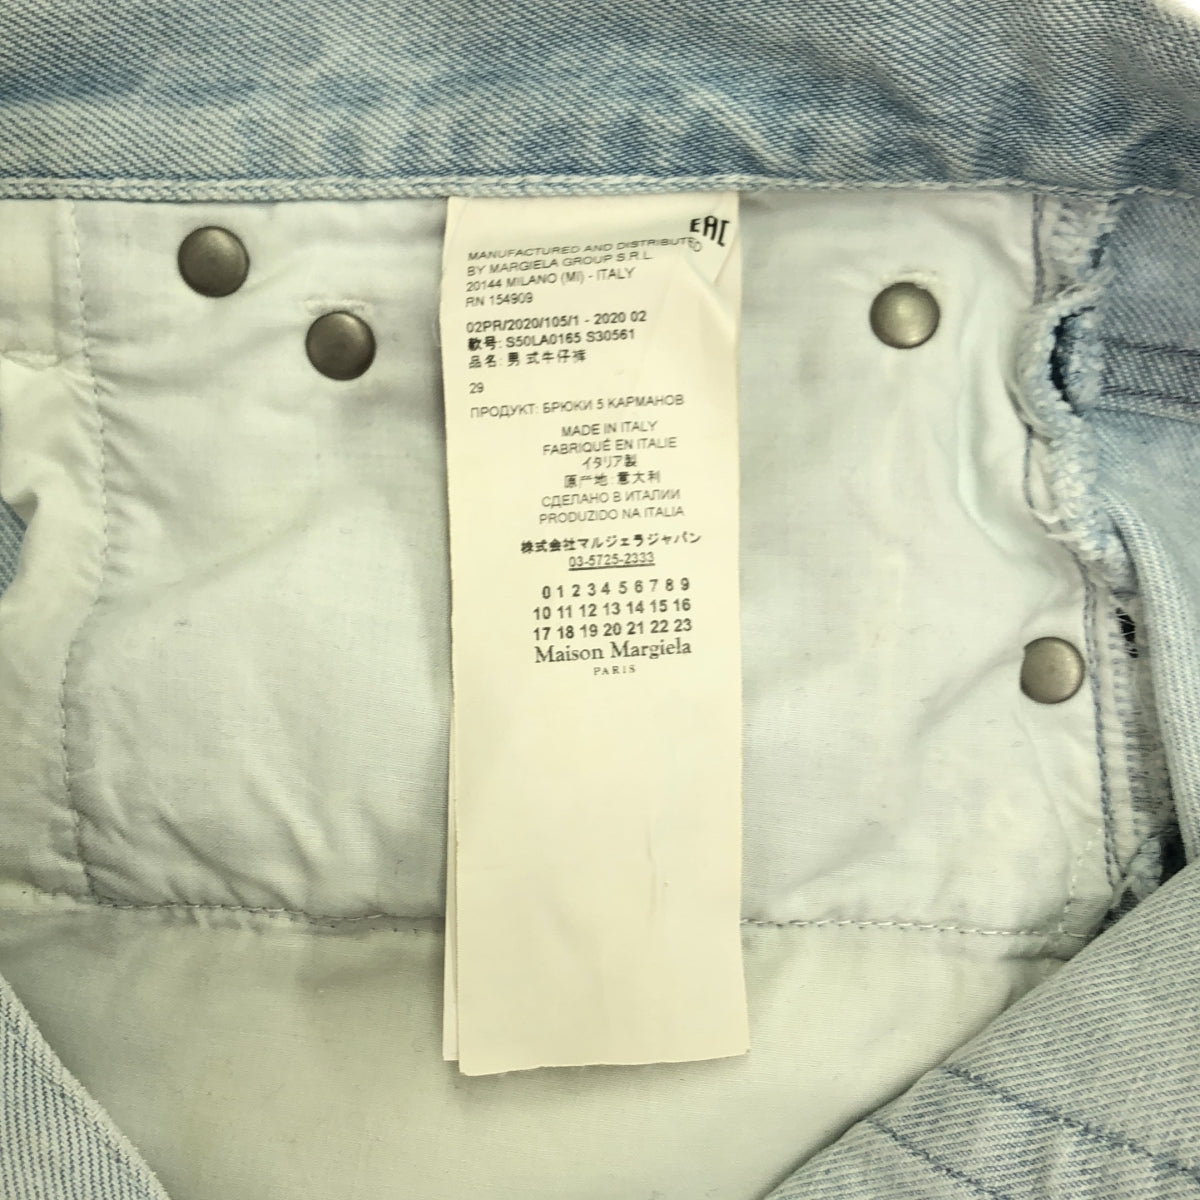 EAC
MANUFACTURED AND DISTRIBUTED
BY MARGIELA GROUP S.R.L.
20144 MILANO (MI) - ITALY
RN 154909
02PR/2020/105/1 - 2020 02
款号: S50LA0165 S30561
品名: 男 式牛仔裤
29
ПРОДУКТ: БРЮКИ 5 КАРМАНОВ
MADE IN ITALY
FABRIQUÉ EN ITALIE
イタリア製
原产地: 意大利
СДЕЛАНО В ИТАЛИИ
PRODUZIDO NA ITALIA
株式会社マルジェラジャパン
03-5725-2333
0 1 2 3 4 5 6 7 8 9
10 11 12 13 14 15 16
17 18 19 20 21 22 23
Maison Margiela
PARIS